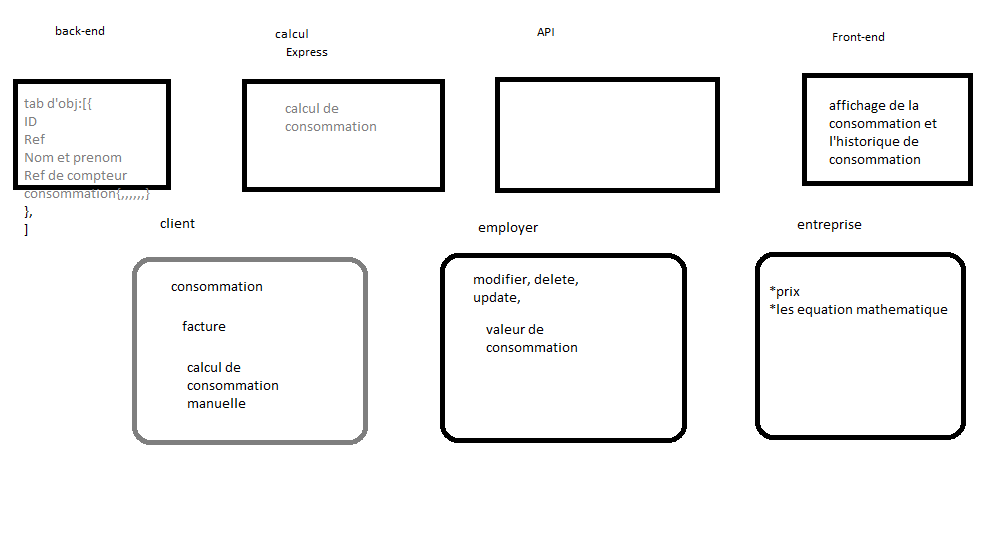 back-end
calcul
Express
API
Front-end
tab d'obj:[{
ID
Ref
Nom et prenom
Ref de compteur
consommation{,,,,,,}
},
]
calcul de
consommation
affichage de la
consommation et
l'historique de
consommation
client
employer
entreprise
consommation
facture
calcul de
consommation
manuelle
modifier, delete,
update,
valeur de
consommation
*prix
*les equation mathematique